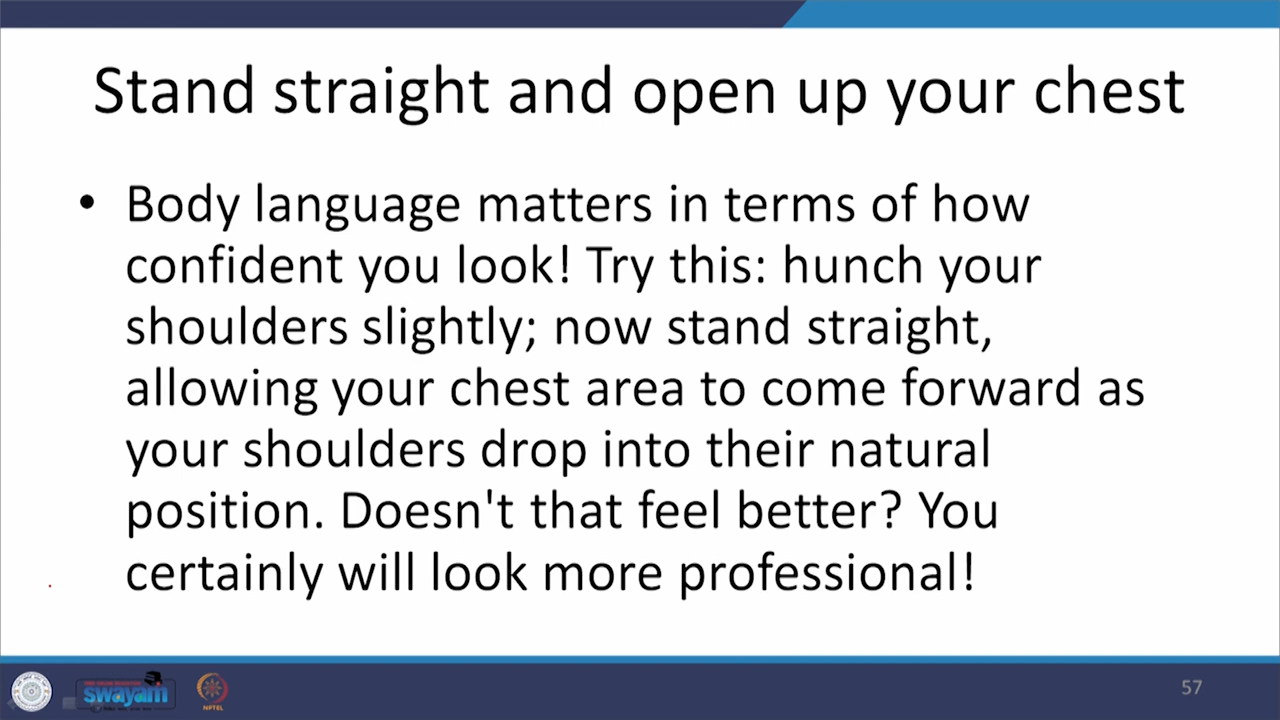 Stand straight and open up your chest
• Body language matters in terms of how
confident you look! Try this: hunch your
shoulders slightly; now stand straight,
allowing your chest area to come forward as
your shoulders drop into their natural
position. Doesn't that feel better? You
certainly will look more professional!
swayam
NPTEL
57